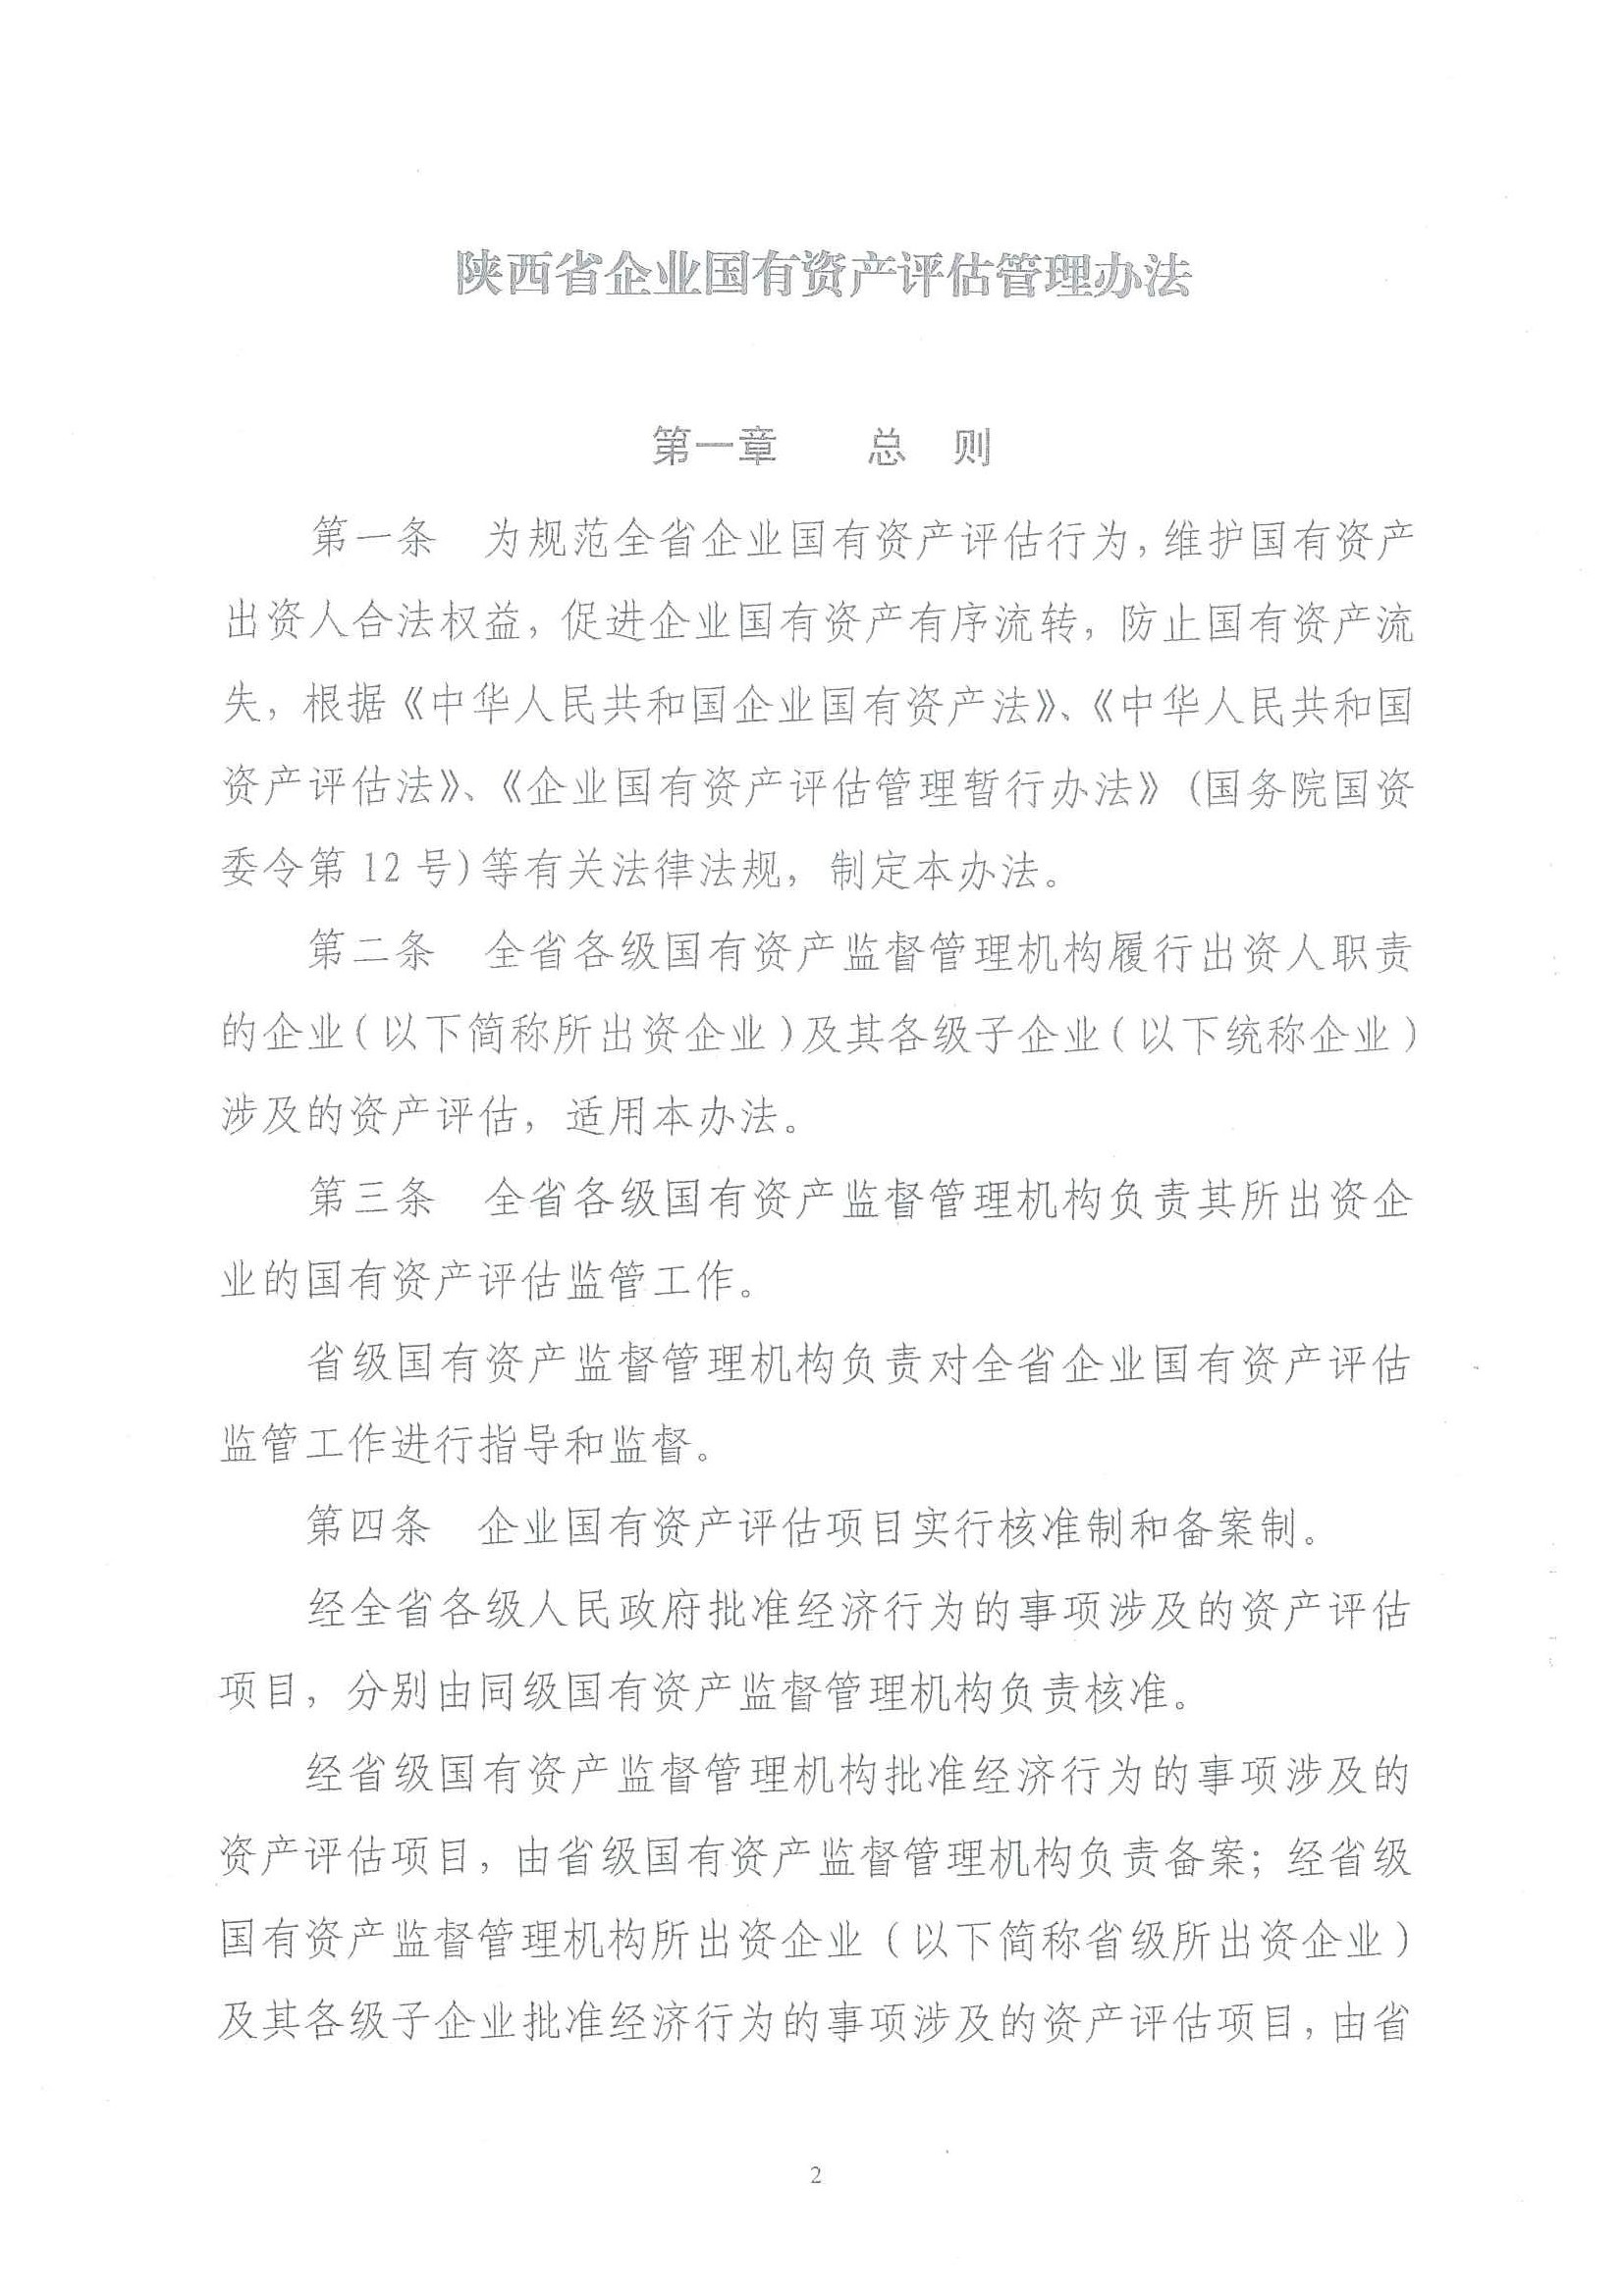 陕西省企业国有资产评估管理办法
第一章 总 则
第一条 为规范全省企业国有资产评估行为,维护国有资产
出资人合法权益，促进企业国有资产有序流转，防止国有资产流
失，根据《中华人民共和国企业国有资产法》、《中华人民共和国
资产评估法》、《企业国有资产评估管理暂行办法》(国务院国资
委令第 12 号)等有关法律法规，制定本办法。
第二条 全省各级国有资产监督管理机构履行出资人职责
的企业(以下简称所出资企业)及其各级子企业(以下统称企业)
涉及的资产评估，适用本办法。
第三条 全省各级国有资产监督管理机构负责其所出资企
业的国有资产评估监管工作。
省级国有资产监督管理机构负责对全省企业国有资产评估
监管工作进行指导和监督。
第四条 企业国有资产评估项目实行核准制和备案制。
经全省各级人民政府批准经济行为的事项涉及的资产评估
项目，分别由同级国有资产监督管理机构负责核准。
经省级国有资产监督管理机构批准经济行为的事项涉及的
资产评估项目，由省级国有资产监督管理机构负责备案；经省级
国有资产监督管理机构所出资企业（以下简称省级所出资企业）
及其各级子企业批准经济行为的事项涉及的资产评估项目，由省
2